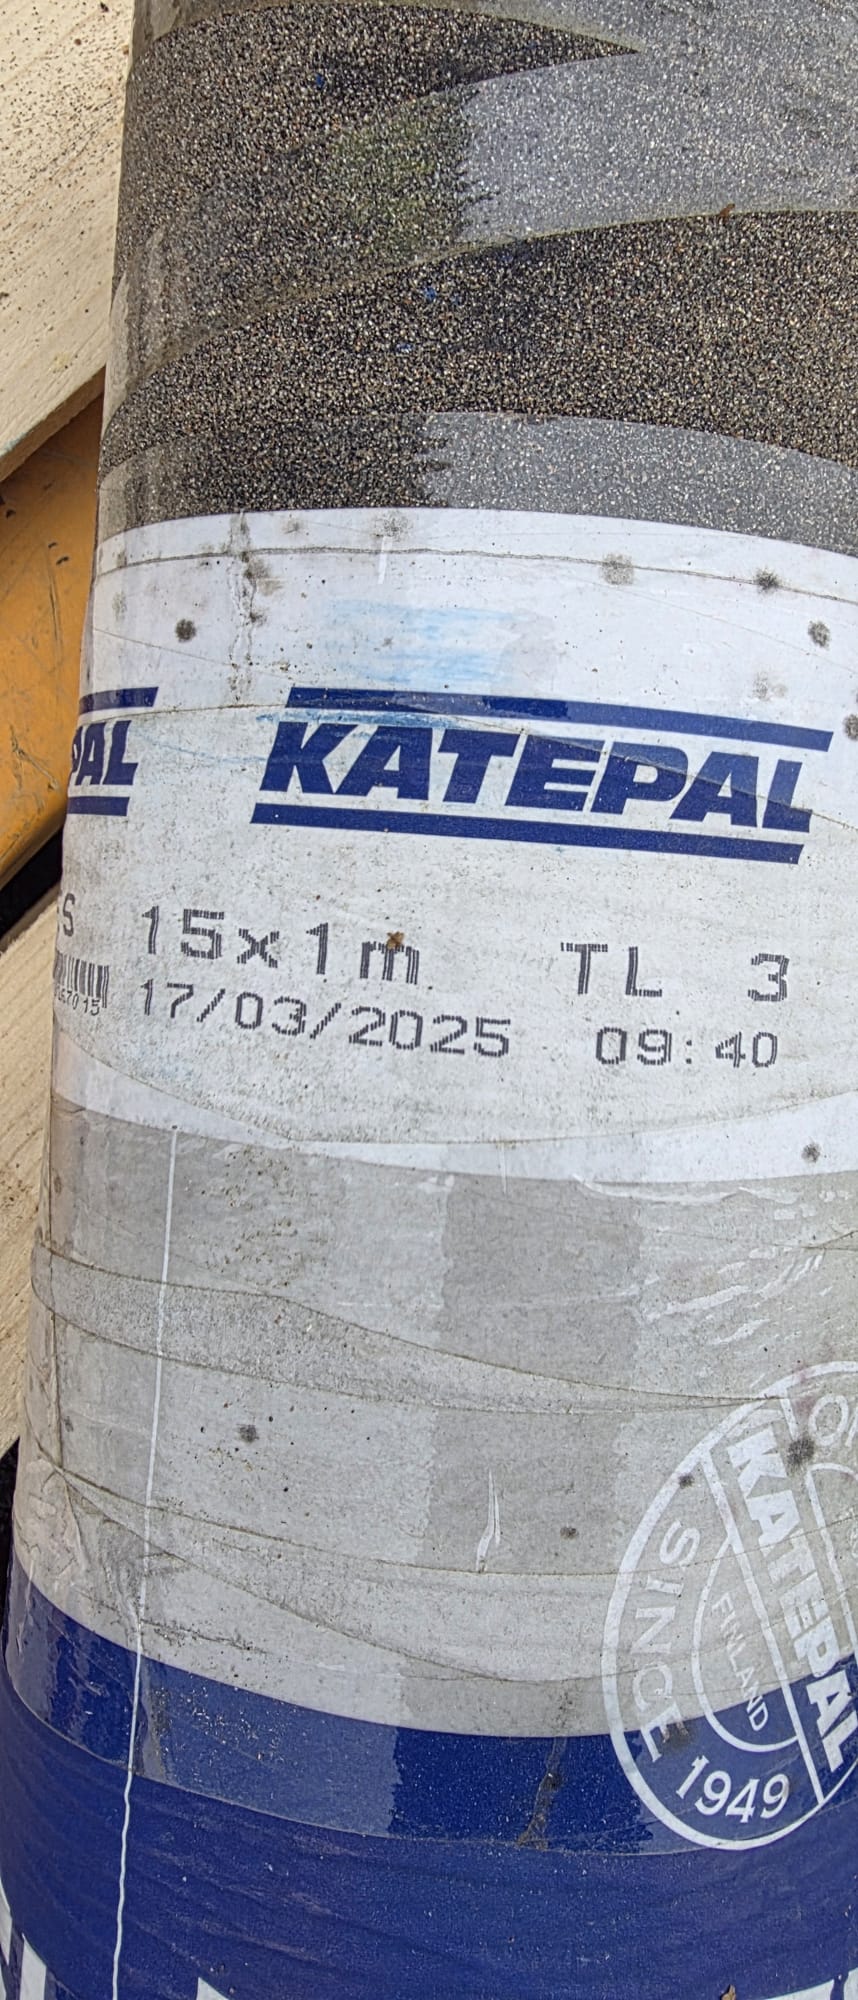 PAL
KATEPAL
S 15x1m TL 3
17/03/2025 09:40
SINCE 1949
KATEPAL
FINLAND